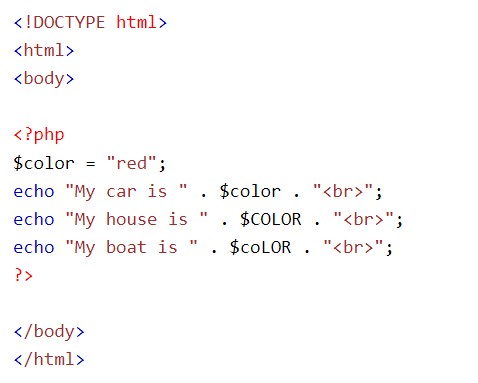 <!DOCTYPE html>
<html>
<body>
<?php
$color = "red";
echo "My car is " . $color . "<br>";
echo "My house is " . $COLOR . "<br>";
echo "My boat is " . $coLOR . "<br>";
?>
</body>
</html>